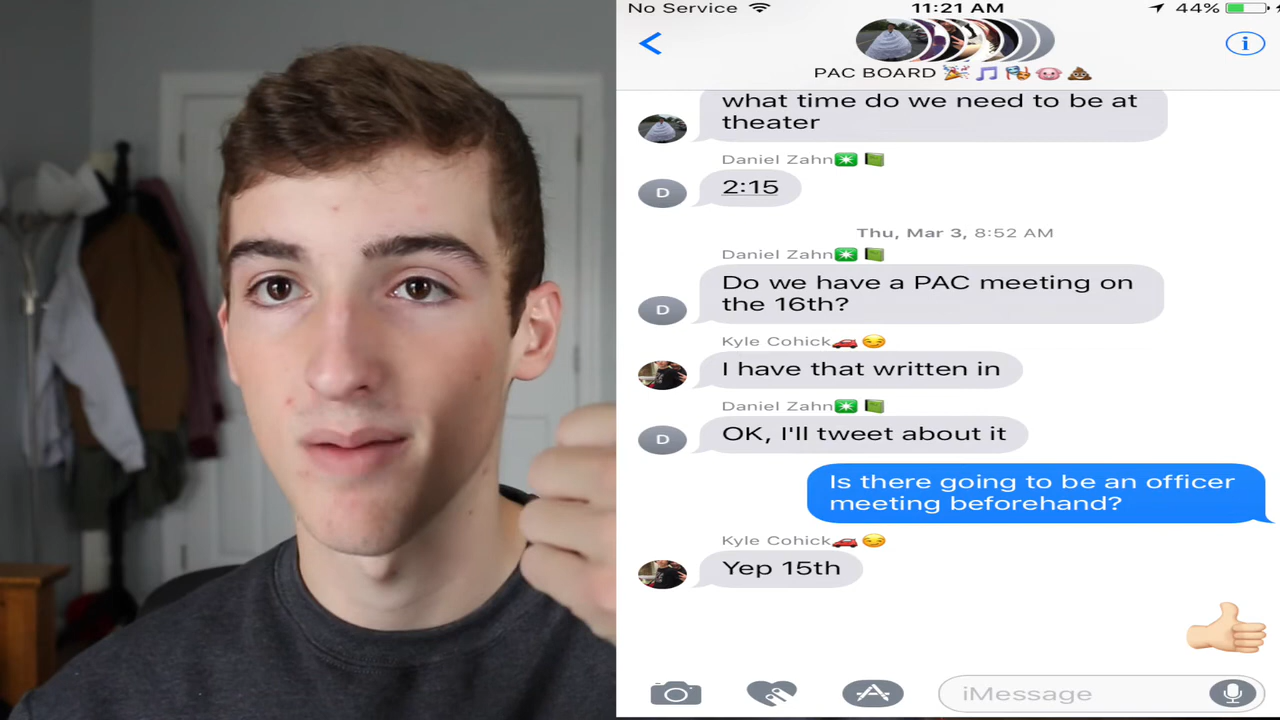 No Service 11:21 AM 44%
PAC BOARD 🎉🎵🎭🐷💩
what time do we need to be at
theater
Daniel Zahn✳️📗
D
2:15
Thu, Mar 3, 8:52 AM
Daniel Zahn✳️📗
Do we have a PAC meeting on
the 16th?
D
Kyle Cohick🚗😏
I have that written in
Daniel Zahn✳️📗
D
OK, I'll tweet about it
Is there going to be an officer
meeting beforehand?
Kyle Cohick🚗😏
Yep 15th
👍🏻
iMessage